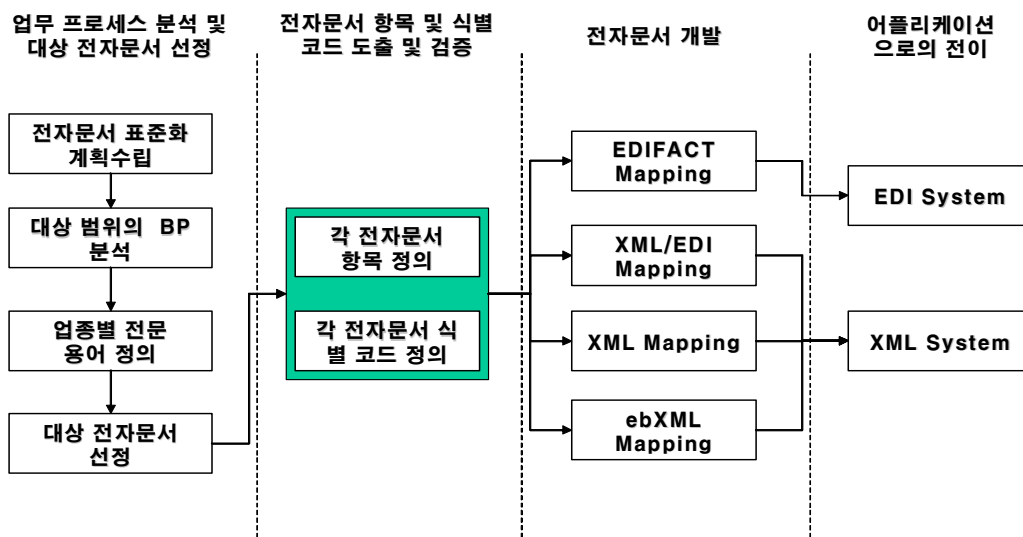 업무 프로세스 분석 및
대상 전자문서 선정
전자문서 항목 및 식별
코드 도출 및 검증
전자문서 개발
어플리케이션
으로의 전이
전자문서 표준화
계획수립
대상 범위의 BP
분석
업종별 전문
용어 정의
대상 전자문서
선정
각 전자문서
항목 정의
각 전자문서 식
별 코드 정의
EDIFACT
Mapping
XML/EDI
Mapping
XML Mapping
ebXML
Mapping
EDI System
XML System